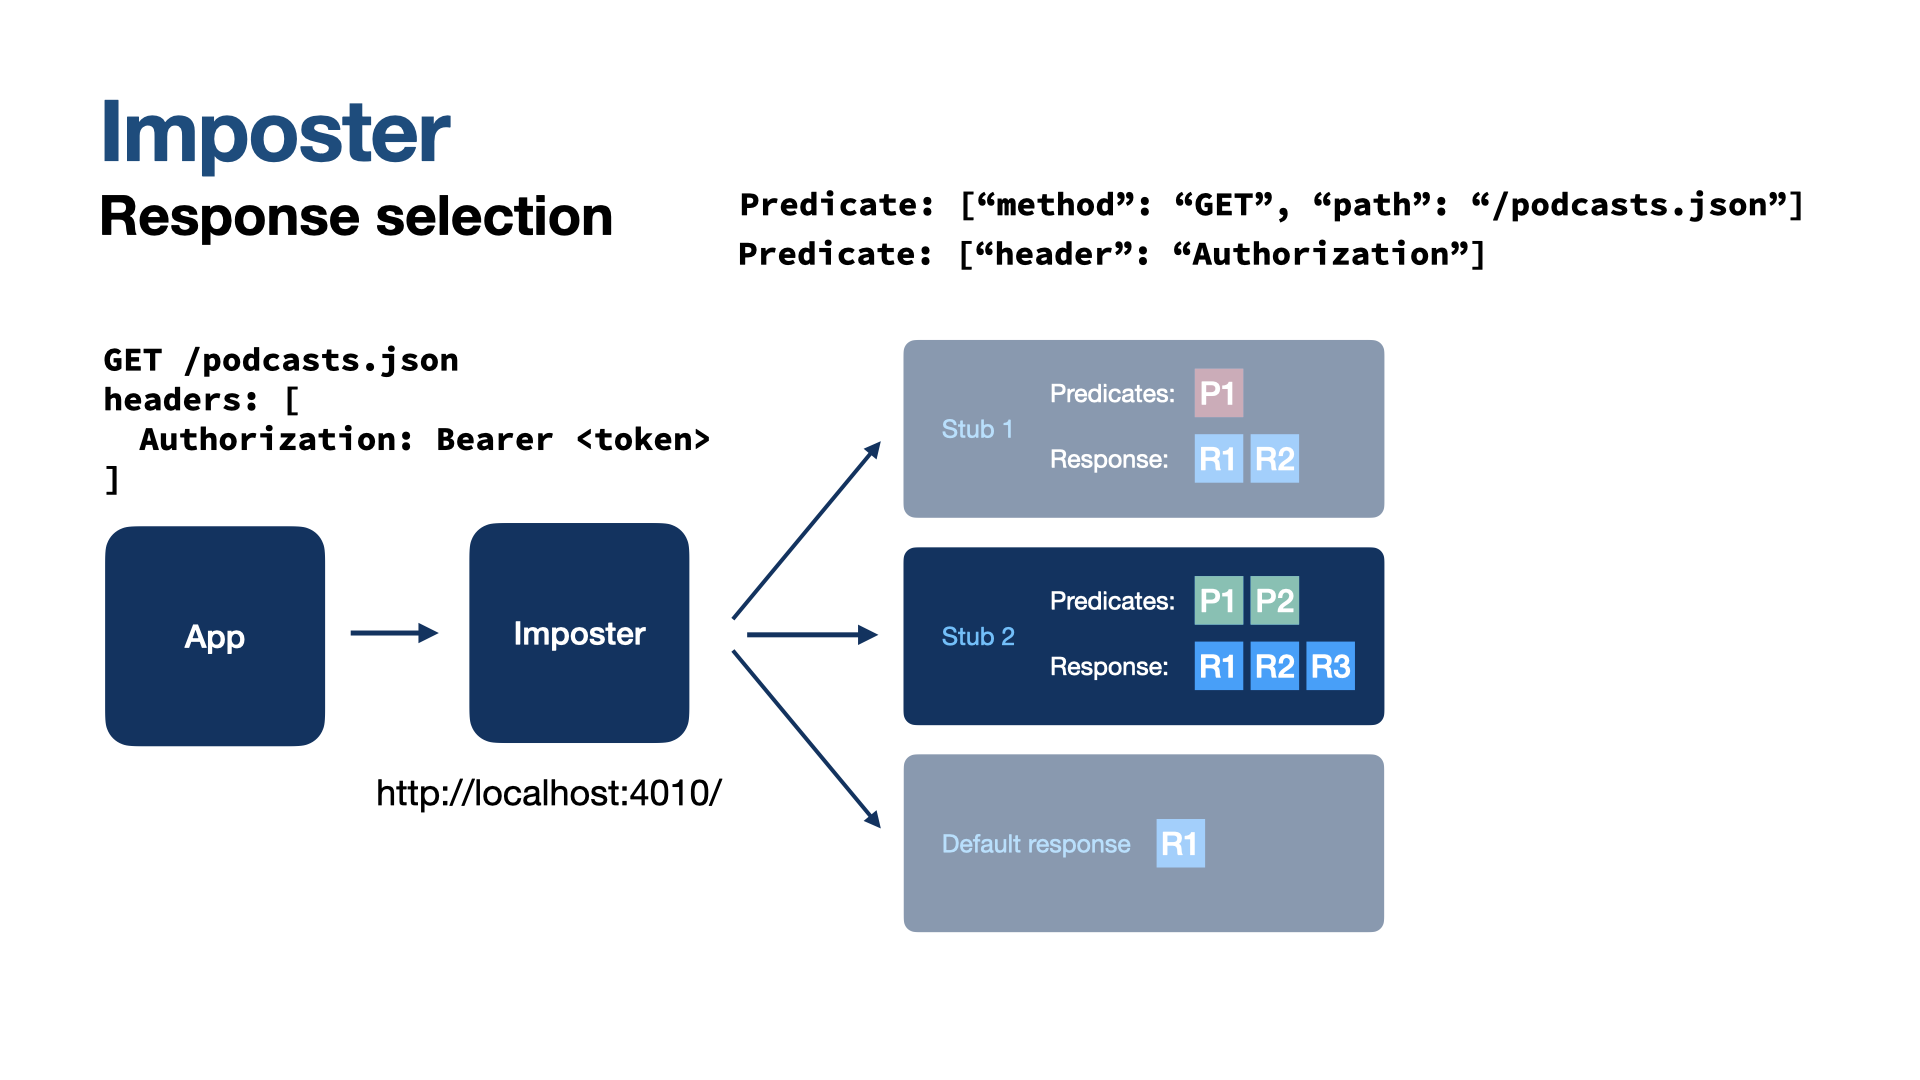 Imposter
Response selection
Predicate: [“method”: “GET”, “path”: “/podcasts.json”]
Predicate: [“header”: “Authorization”]
GET /podcasts.json
headers: [
Authorization: Bearer <token>
]
App
Imposter
http://localhost:4010/
Stub 1
Predicates: P1
Response: R1 R2
Stub 2
Predicates: P1 P2
Response: R1 R2 R3
Default response R1